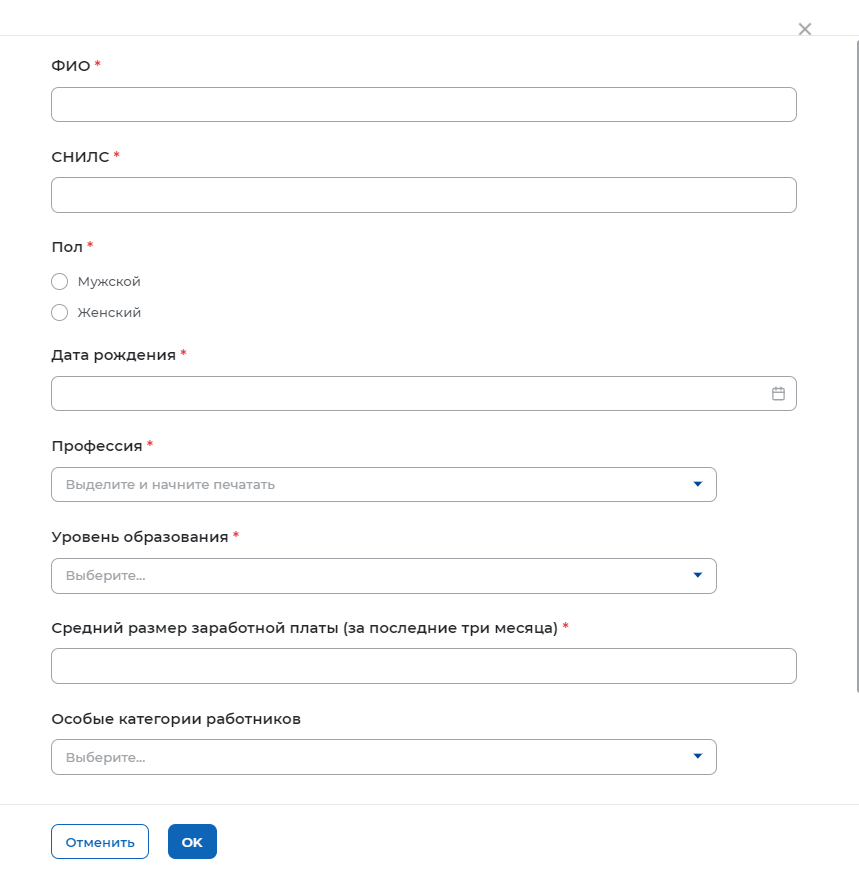 ФИО *
СНИЛС *
Пол *
Мужской
Женский
Дата рождения *
Профессия *
Выделите и начните печатать
Уровень образования *
Выберите...
Средний размер заработной платы (за последние три месяца) *
Особые категории работников
Выберите...
Отменить
ОК